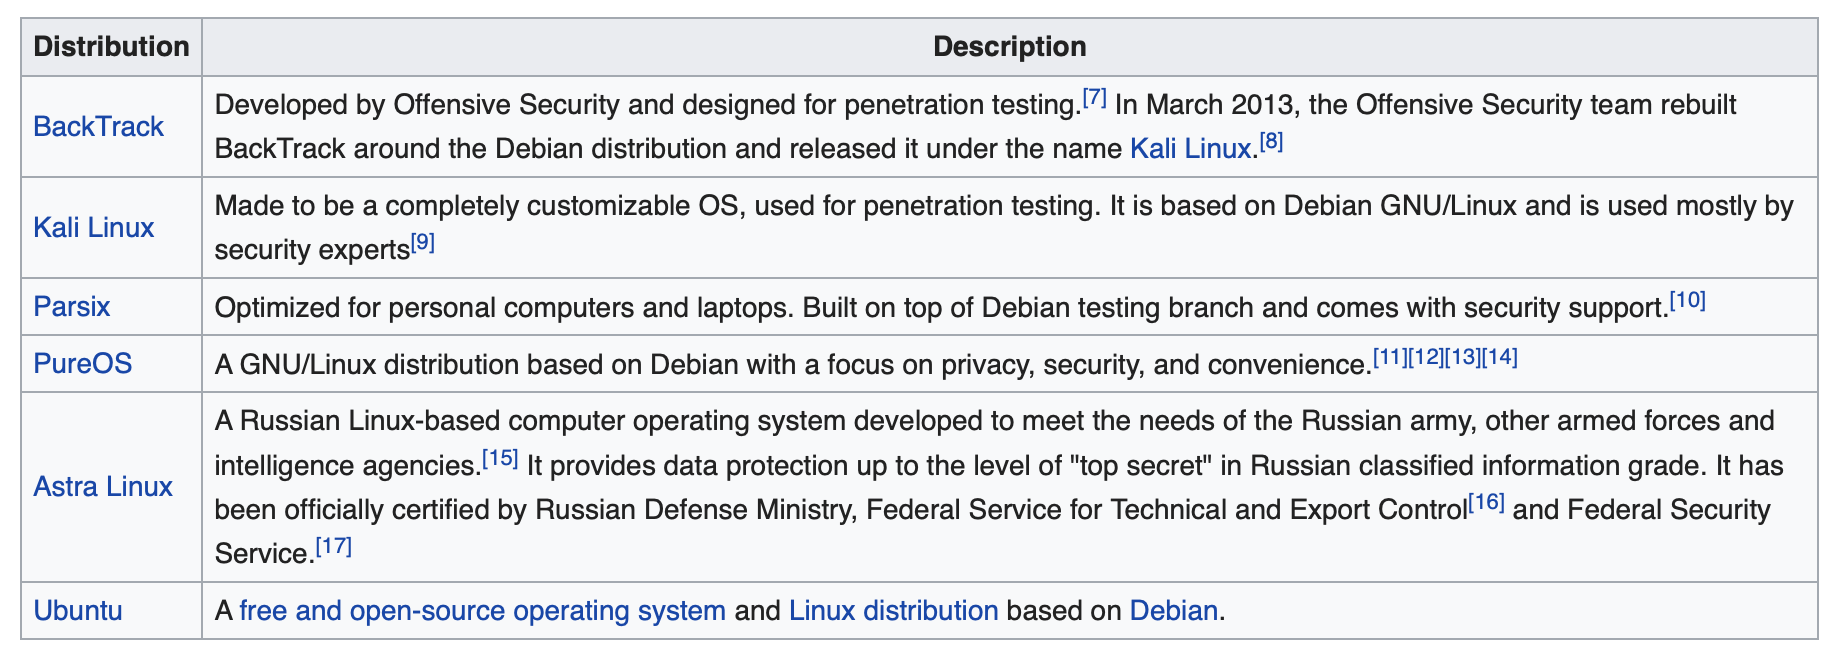 Distribution Description
BackTrack
Developed by Offensive Security and designed for penetration testing.[7] In March 2013, the Offensive Security team rebuilt
BackTrack around the Debian distribution and released it under the name Kali Linux.[8]
Kali Linux
Made to be a completely customizable OS, used for penetration testing. It is based on Debian GNU/Linux and is used mostly by
security experts[9]
Parsix
Optimized for personal computers and laptops. Built on top of Debian testing branch and comes with security support.[10]
PureOS
A GNU/Linux distribution based on Debian with a focus on privacy, security, and convenience.[11][12][13][14]
Astra Linux
A Russian Linux-based computer operating system developed to meet the needs of the Russian army, other armed forces and
intelligence agencies.[15] It provides data protection up to the level of "top secret" in Russian classified information grade. It has
been officially certified by Russian Defense Ministry, Federal Service for Technical and Export Control[16] and Federal Security
Service.[17]
Ubuntu
A free and open-source operating system and Linux distribution based on Debian.